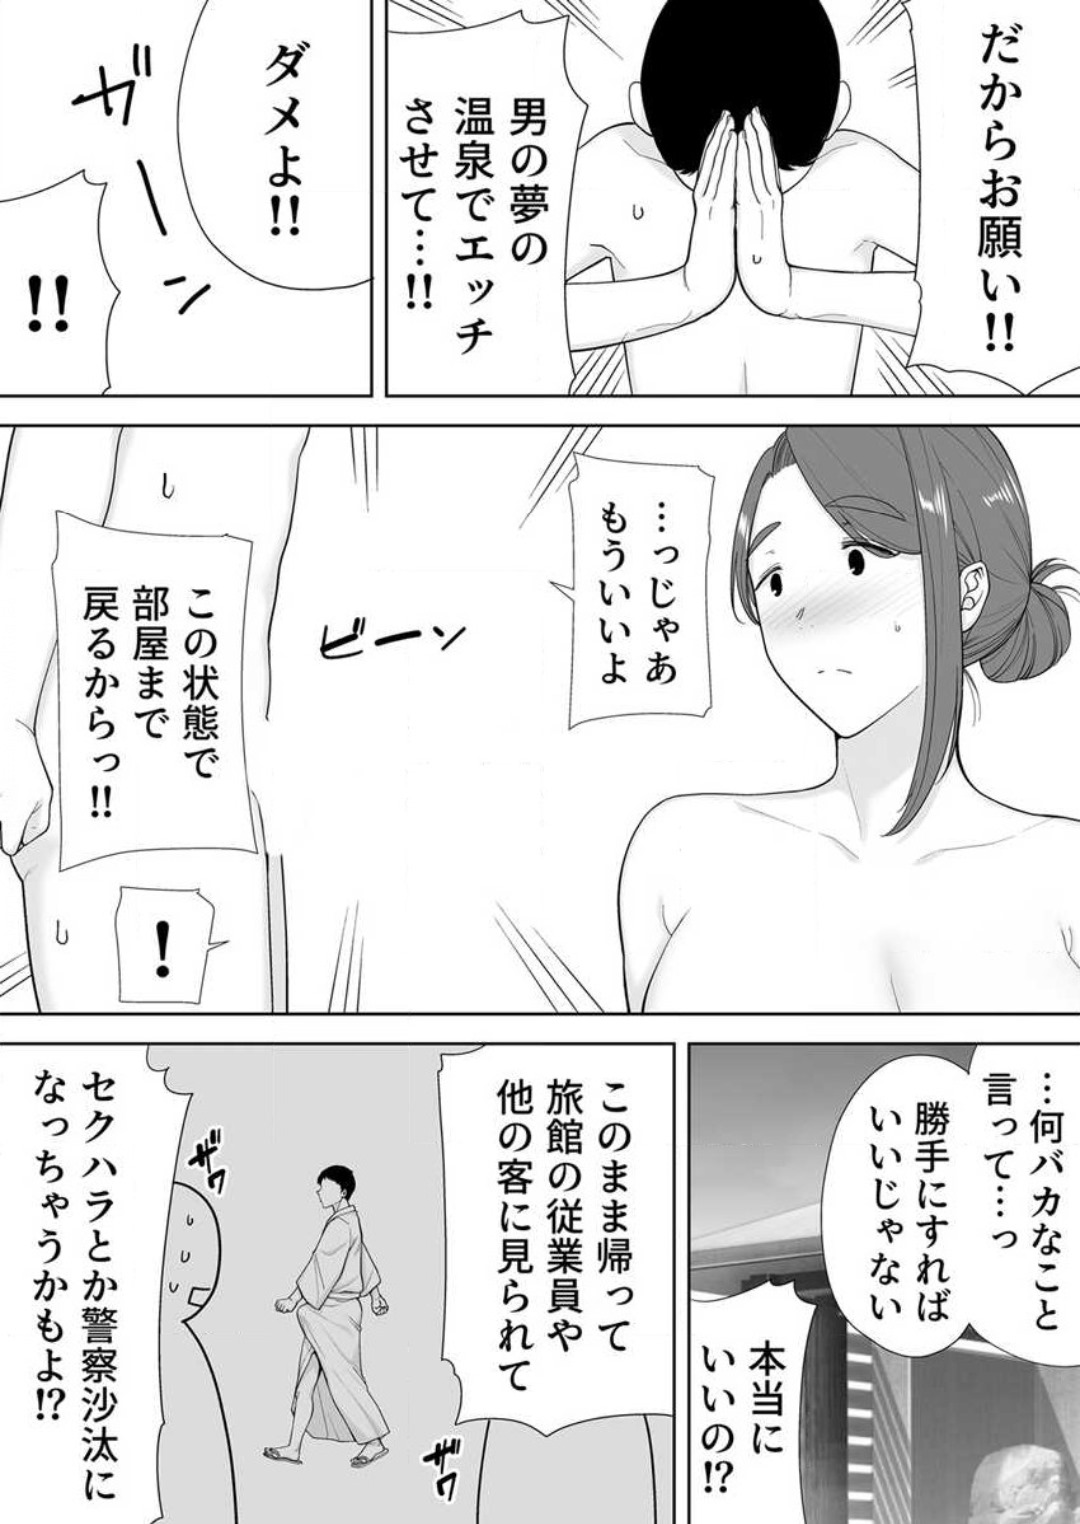 だからお願い!!
男の夢の
温泉でエッチ
させて…!!
ダメよ!!
ガ
ーン
!!
…っじゃあ
もういいよ
ビーン
この状態で
部屋まで
戻るからっ!!
!
…何バカなこと
言って…っ
勝手にすれば
いいじゃない
本当に
いいの!?
このまま帰って
旅館の従業員や
他の客に見られて
ザワ
ザワ
セクハラとか警察沙汰に
なっちゃうかもよ!?